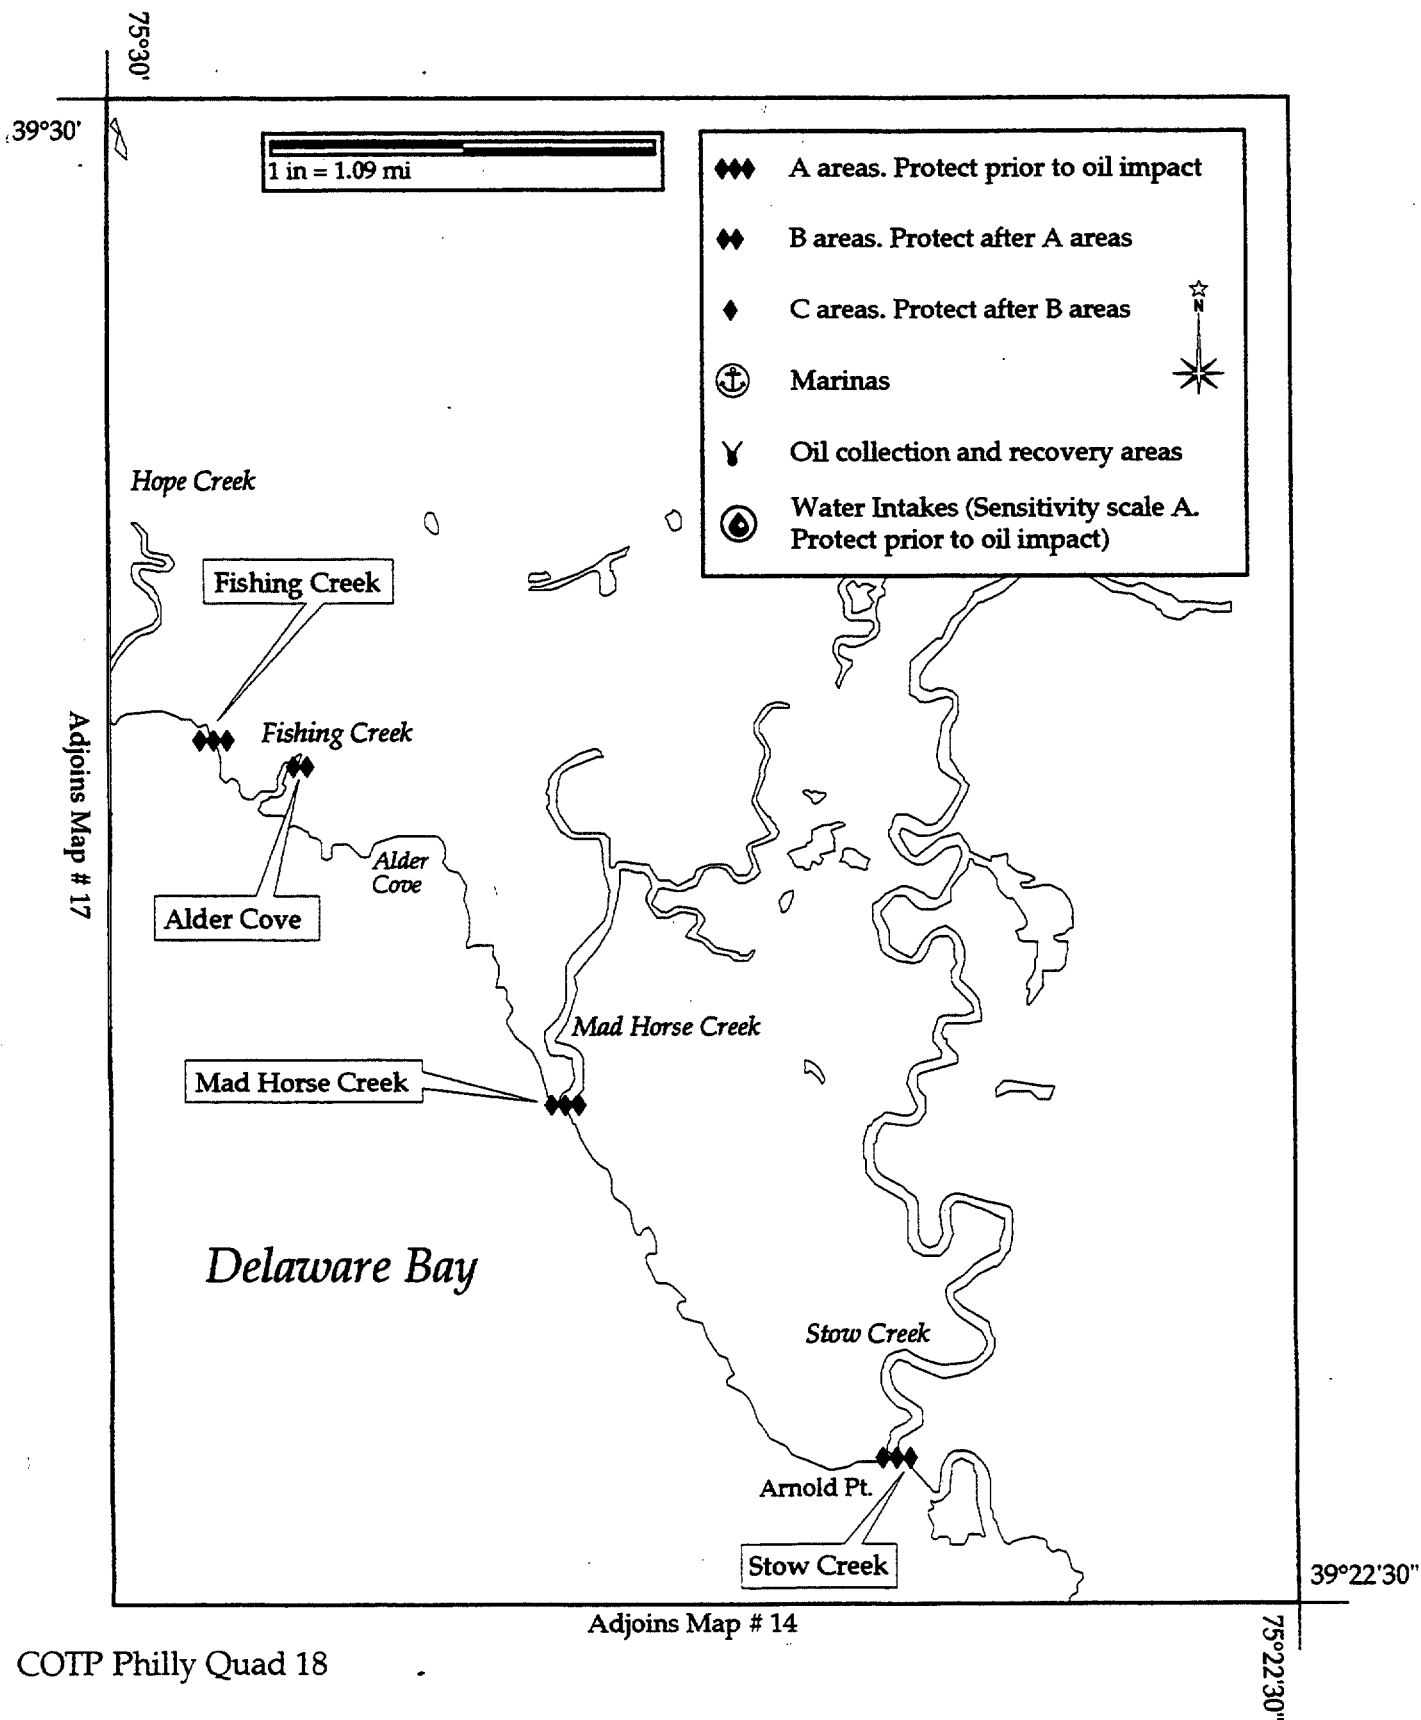 75°30'
39°30'
1 in = 1.09 mi
A areas. Protect prior to oil impact
B areas. Protect after A areas
C areas. Protect after B areas
N
Marinas
Oil collection and recovery areas
Water Intakes (Sensitivity scale A.
Protect prior to oil impact)
Hope Creek
Fishing Creek
Fishing Creek
Adjoins Map # 17
Alder
Cove
Alder Cove
Mad Horse Creek
Mad Horse Creek
Delaware Bay
Stow Creek
Arnold Pt.
Stow Creek
39°22'30"
Adjoins Map # 14
75°22'30"
COTP Philly Quad 18